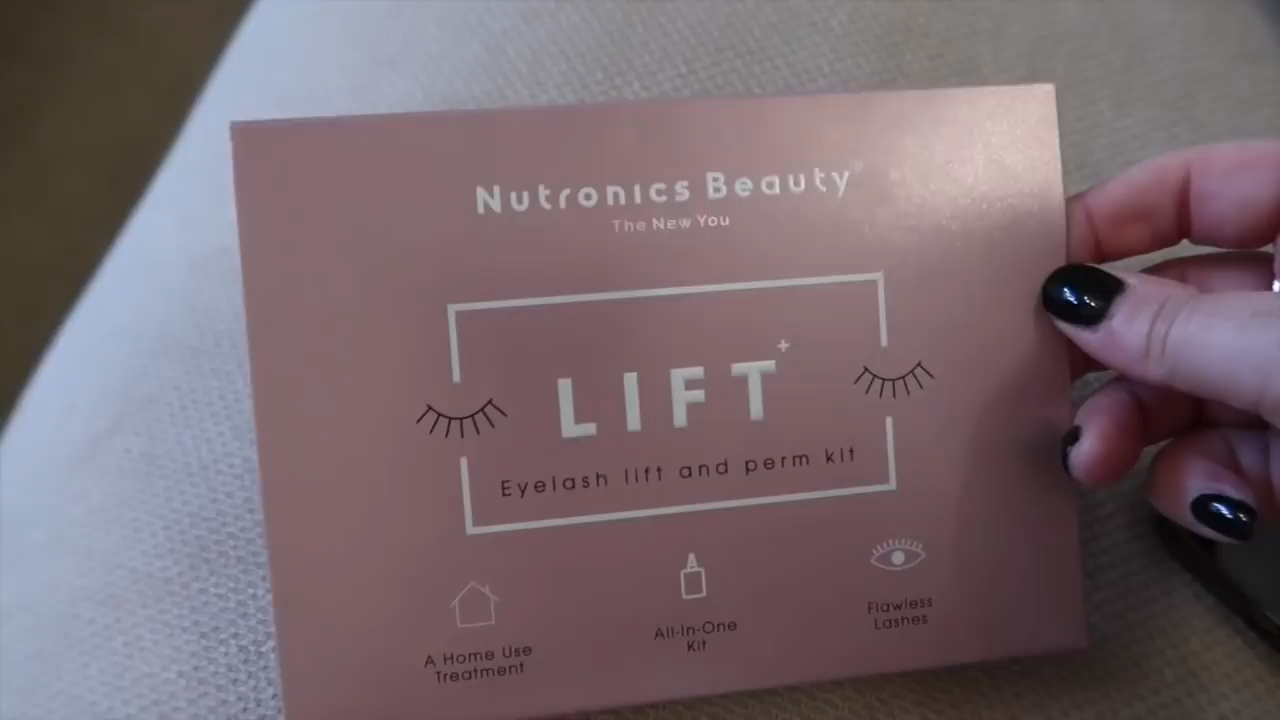 Nutronics Beauty
The New You
LIFT+
Eyelash lift and perm kit
A Home Use
Treatment
All-In-One
Kit
Flawless
Lashes